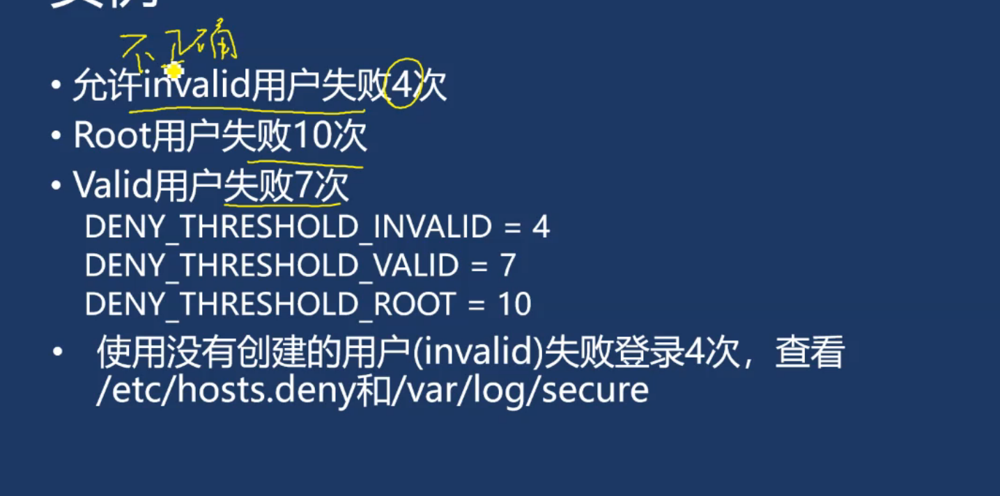 实例
不正确
• 允许invalid用户失败4次
• Root用户失败10次
• Valid用户失败7次
DENY_THRESHOLD_INVALID = 4
DENY_THRESHOLD_VALID = 7
DENY_THRESHOLD_ROOT = 10
• 使用没有创建的用户(invalid)失败登录4次，查看
/etc/hosts.deny和/var/log/secure